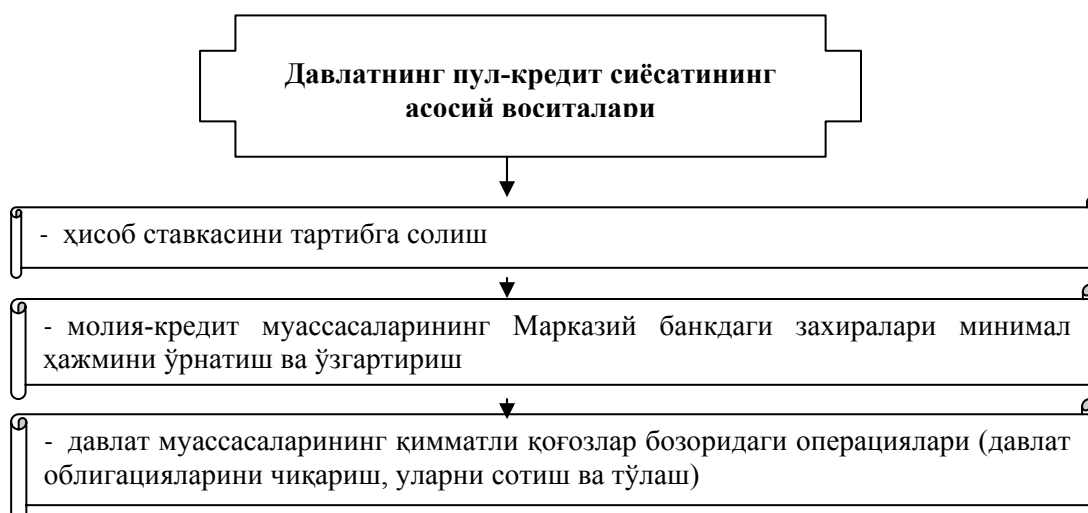 Давлатнинг пул-кредит сиёсатининг
асосий воситалари
- ҳисоб ставкасини тартибга солиш
- молия-кредит муассасаларининг Марказий банкдаги захиралари минимал
ҳажмини ўрнатиш ва ўзгартириш
- давлат муассасаларининг қимматли қоғозлар бозоридаги операциялари (давлат
облигацияларини чиқариш, уларни сотиш ва тўлаш)